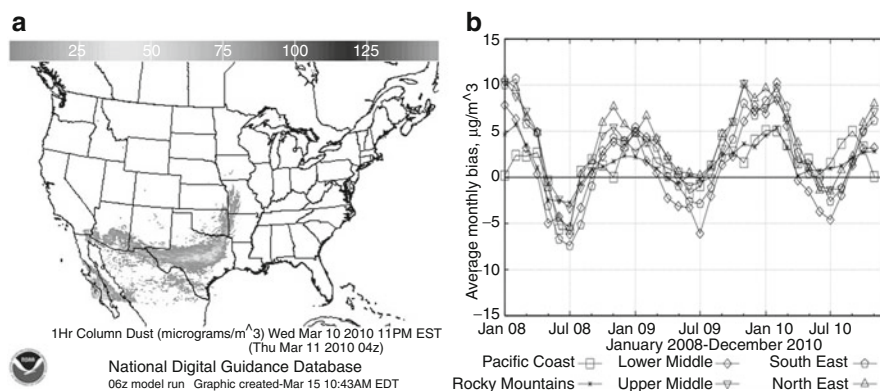 a
25 50 75 100 125
1Hr Column Dust (micrograms/m^3) Wed Mar 10 2010 11PM EST
(Thu Mar 11 2010 04z)
National Digital Guidance Database
06z model run Graphic created-Mar 15 10:43AM EDT
b
Average monthly bias, µg/m^3
15
10
5
0
−5
−10
−15
Jan 08 Jul 08 Jan 09 Jul 09 Jan 10 Jul 10
January 2008-December 2010
Pacific Coast Lower Middle South East
Rocky Mountains Upper Middle North East